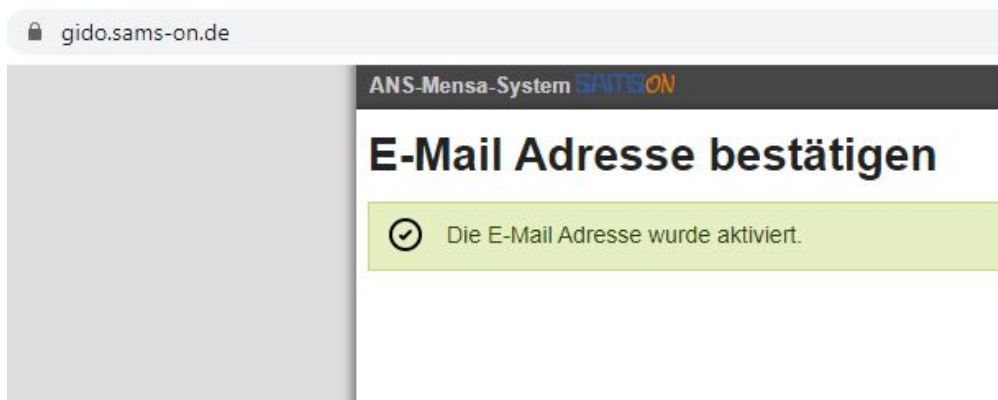 gido.sams-on.de
ANS-Mensa-System SAMSON
E-Mail Adresse bestätigen
Die E-Mail Adresse wurde aktiviert.